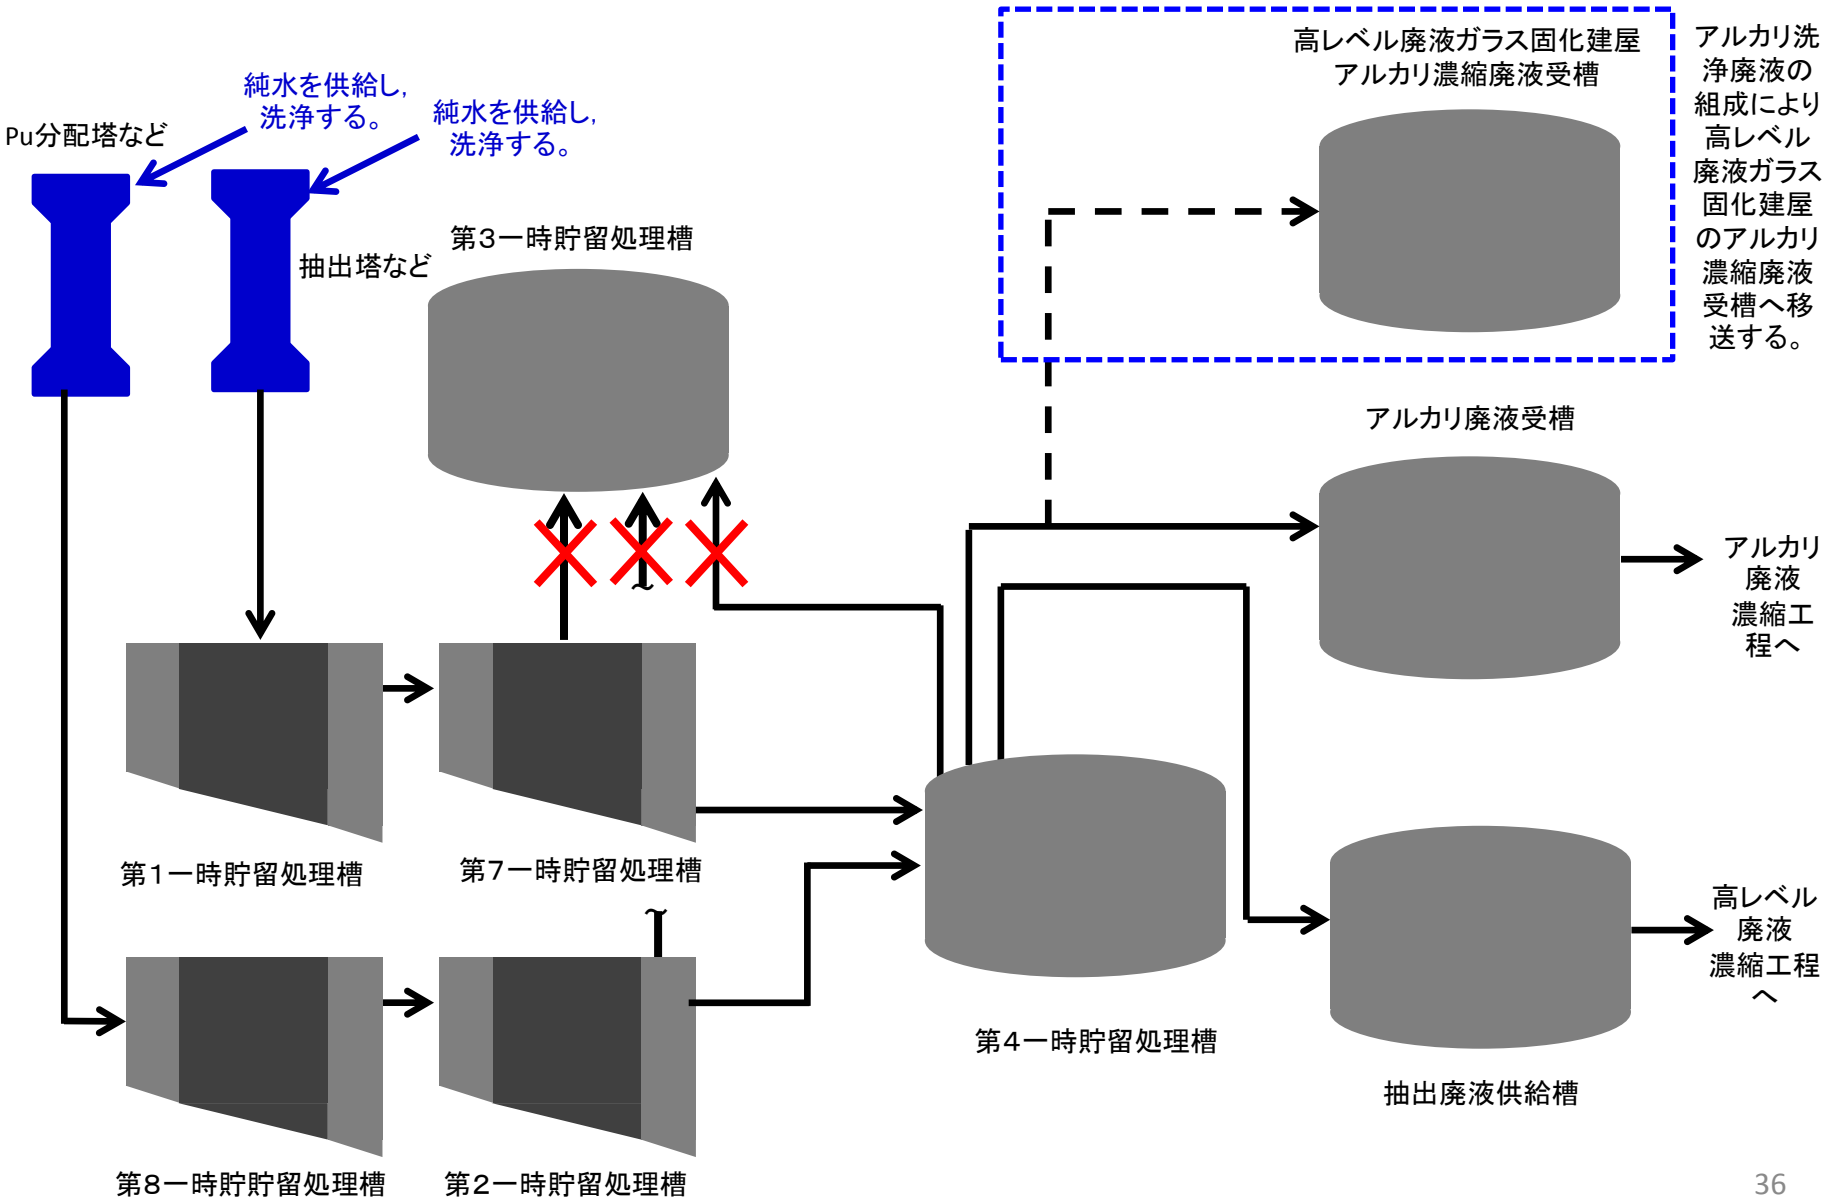 高レベル廃液ガラス固化建屋
アルカリ濃縮廃液受槽
アルカリ洗
浄廃液の
組成により
高レベル
廃液ガラス
固化建屋
のアルカリ
濃縮廃液
受槽へ移
送する。
純水を供給し,
洗浄する。
純水を供給し,
洗浄する。
Pu分配塔など
抽出塔など
第3一時貯留処理槽
アルカリ廃液受槽
アルカリ
廃液
濃縮工
程へ
第1一時貯留処理槽
第7一時貯留処理槽
高レベル
廃液
濃縮工程
へ
第4一時貯留処理槽
抽出廃液供給槽
第8一時貯貯留処理槽
第2一時貯留処理槽
36